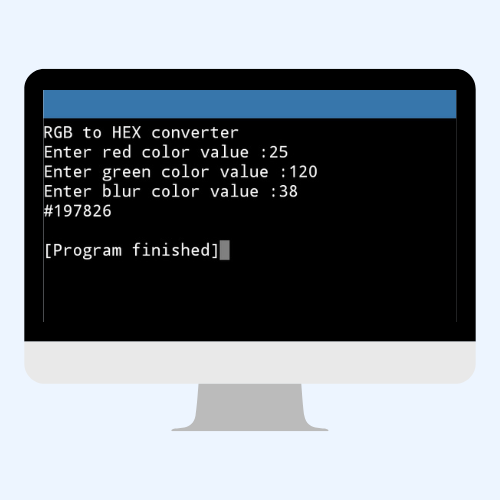 RGB to HEX converter
Enter red color value :25
Enter green color value :120
Enter blur color value :38
#197826
[Program finished]